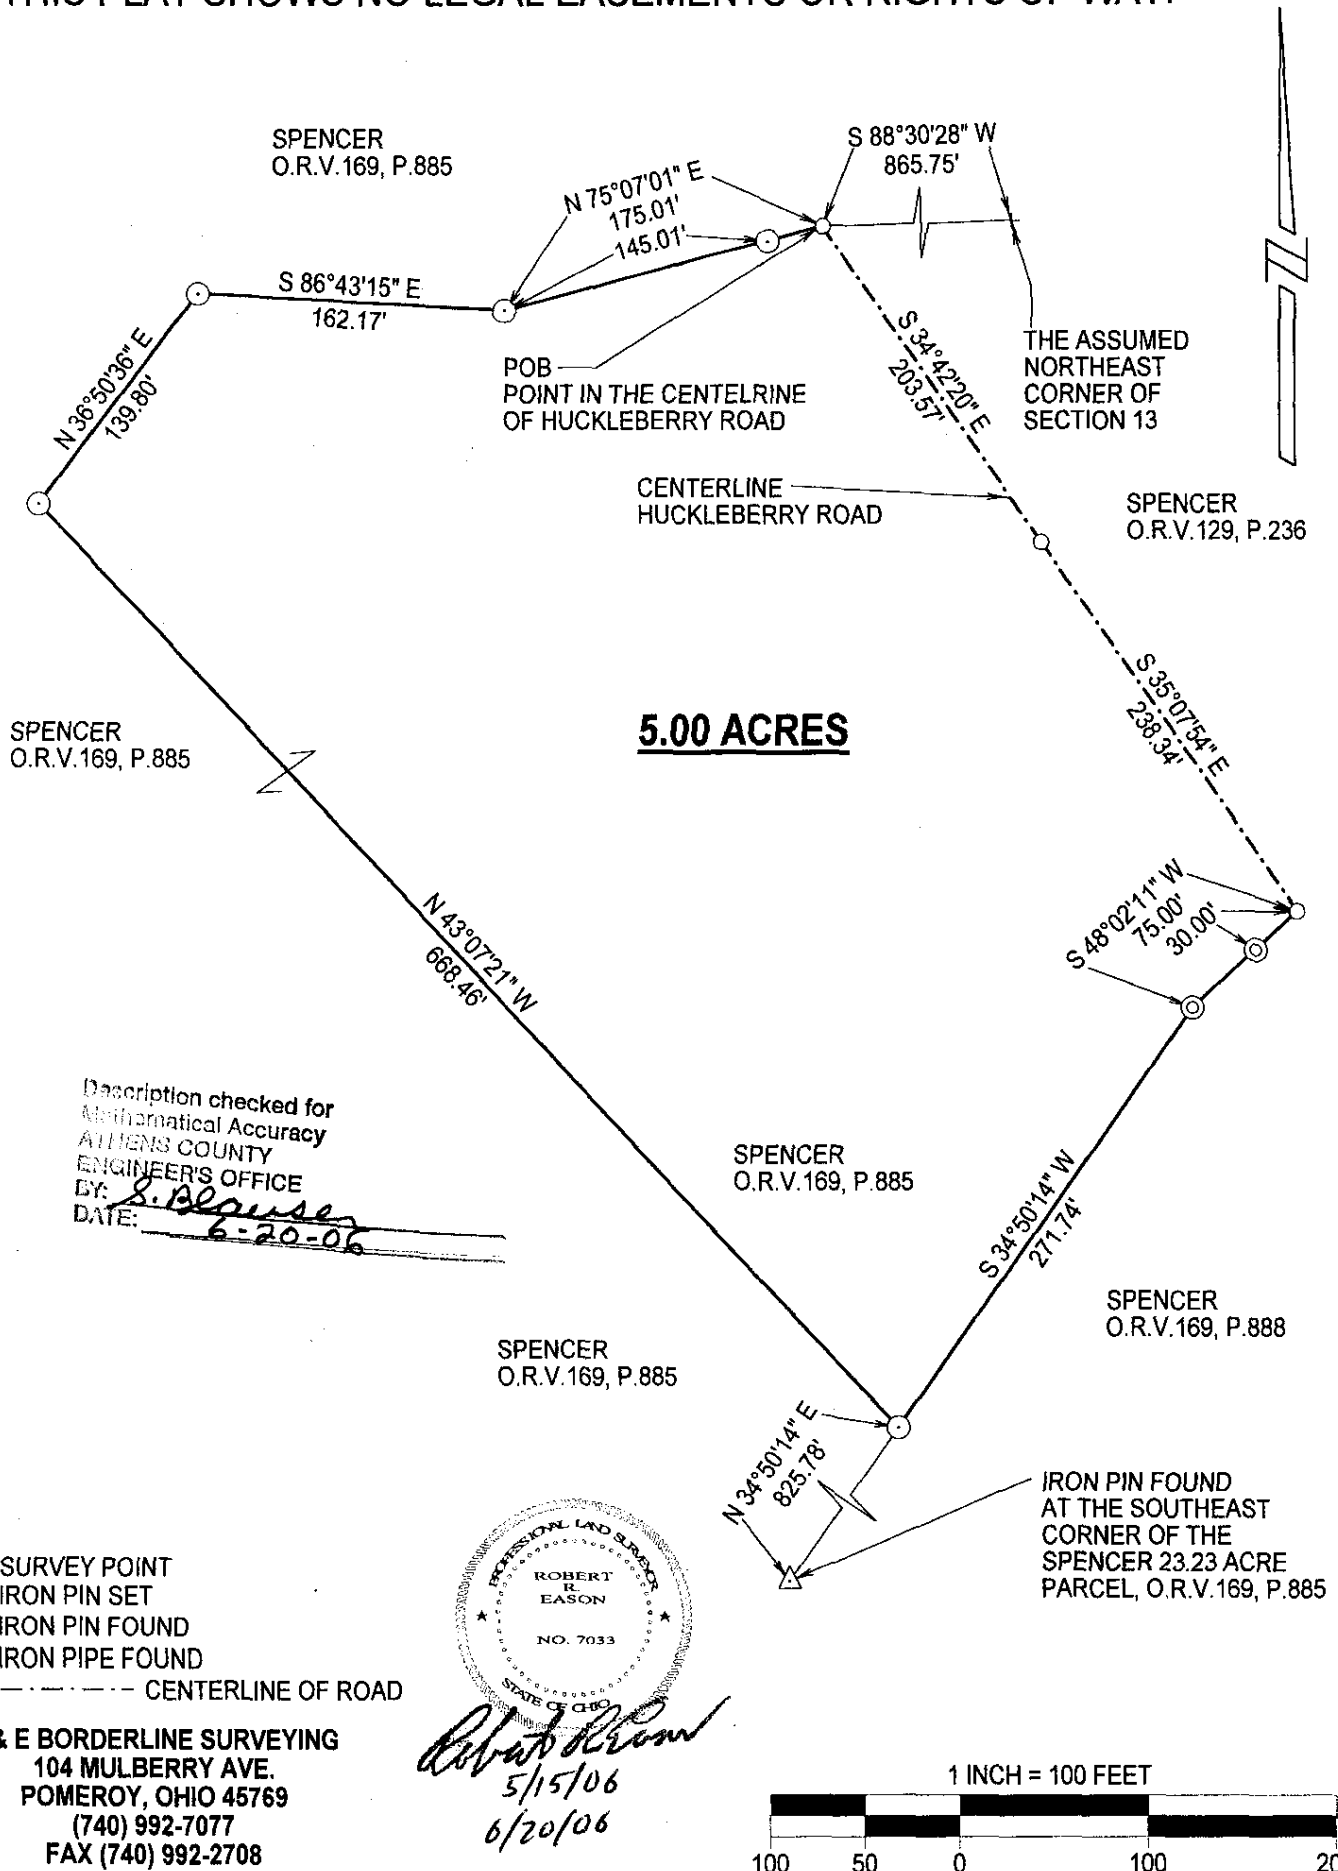 THIS PLAT SHOWS NO LEGAL EASEMENTS OR RIGHTS OF WAY.
SPENCER
O.R.V.169, P.885
N 75°07'01" E
175.01'
145.01'
S 88°30'28" W
865.75'
S 86°43'15" E
162.17'
N 36°50'36" E
139.80'
POB
POINT IN THE CENTELRINE
OF HUCKLEBERRY ROAD
S 34°42'20" E
203.57'
THE ASSUMED
NORTHEAST
CORNER OF
SECTION 13
CENTERLINE
HUCKLEBERRY ROAD
SPENCER
O.R.V.129, P.236
S 35°07'54" E
238.34'
SPENCER
O.R.V.169, P.885
5.00 ACRES
S 48°02'11" W
75.00'
30.00'
N 43°07'21" W
668.46'
Description checked for
Mathematical Accuracy
ATHENS COUNTY
ENGINEER'S OFFICE
BY: S. Blausen
DATE: 6-20-06
SPENCER
O.R.V.169, P.885
S 34°50'14" W
271.74'
SPENCER
O.R.V.169, P.888
SPENCER
O.R.V.169, P.885
N 34°50'14" E
825.78'
IRON PIN FOUND
AT THE SOUTHEAST
CORNER OF THE
SPENCER 23.23 ACRE
PARCEL, O.R.V.169, P.885
SURVEY POINT
IRON PIN SET
IRON PIN FOUND
IRON PIPE FOUND
CENTERLINE OF ROAD
& E BORDERLINE SURVEYING
104 MULBERRY AVE.
POMEROY, OHIO 45769
(740) 992-7077
FAX (740) 992-2708
PROFESSIONAL LAND SURVEYOR
ROBERT
R.
EASON
NO. 7033
STATE OF OHIO
Robert R Eason
5/15/06
6/20/06
1 INCH = 100 FEET
100 50 0 100 20